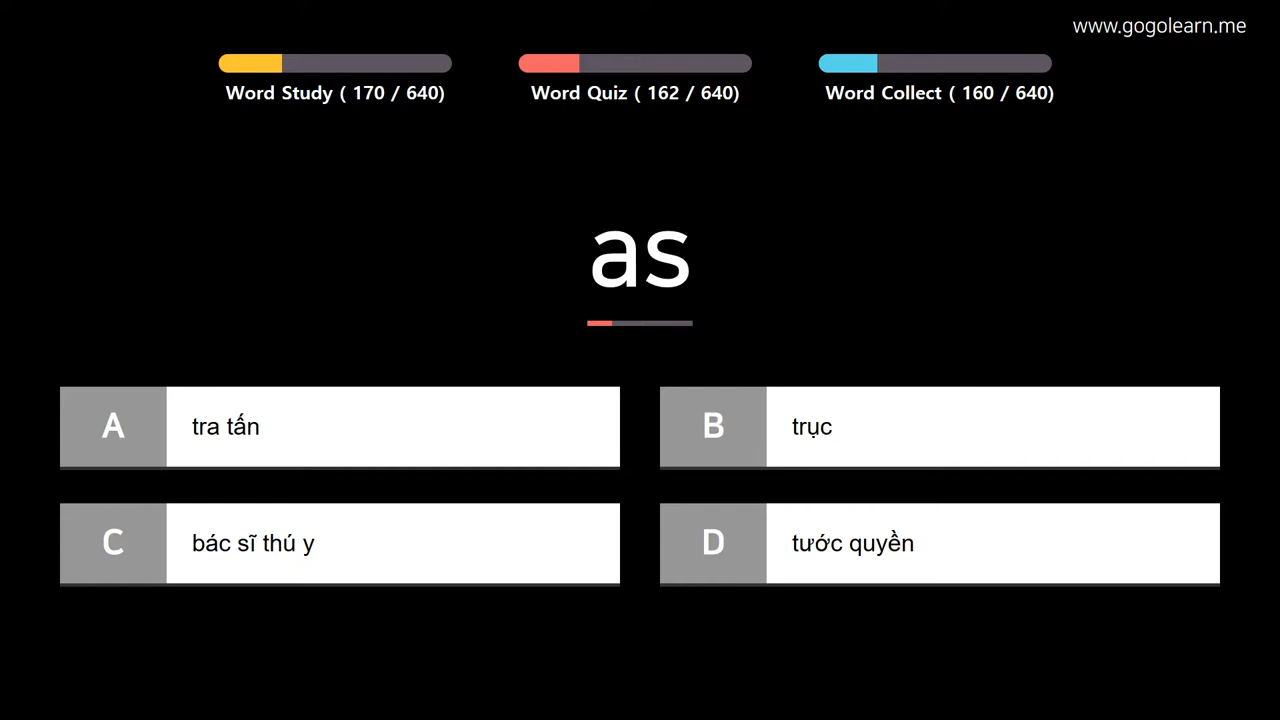 www.gogolearn.me
Word Study ( 170 / 640)
Word Quiz ( 162 / 640)
Word Collect ( 160 / 640)
as
A tra tấn
B trục
C bác sĩ thú y
D tước quyền